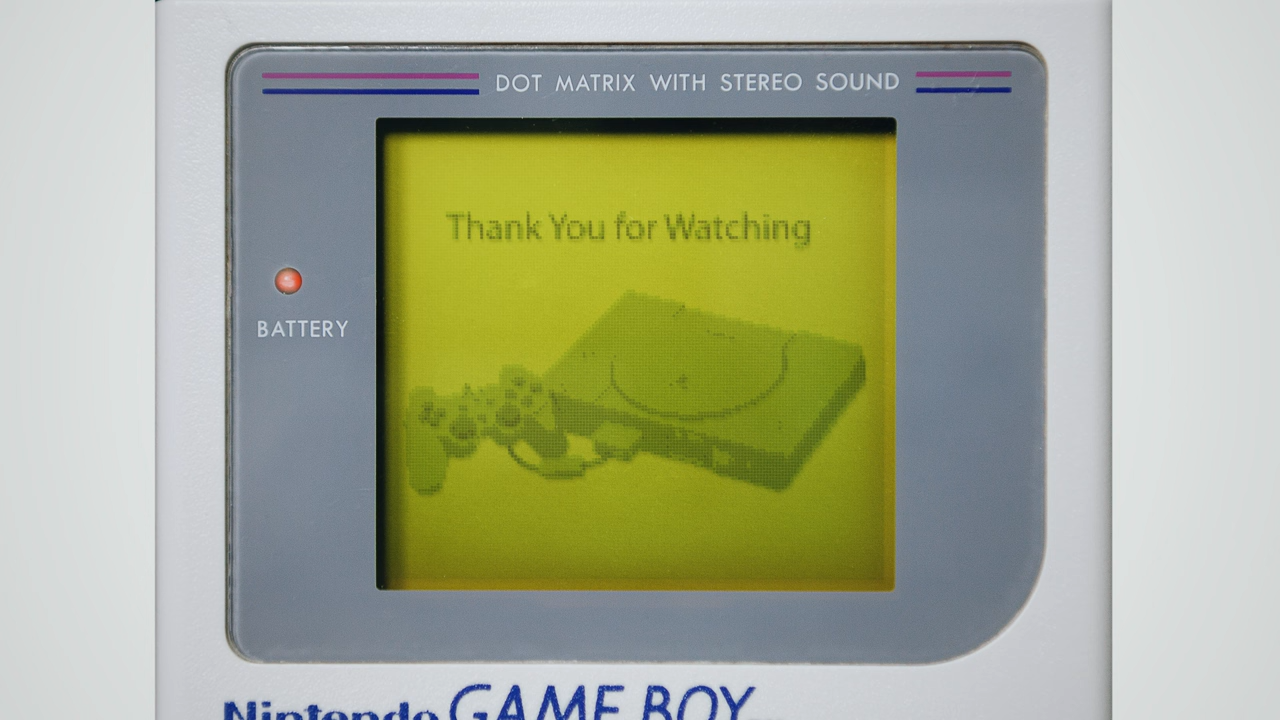 DOT MATRIX WITH STEREO SOUND
Thank You for Watching
BATTERY
Nintendo GAME BOY